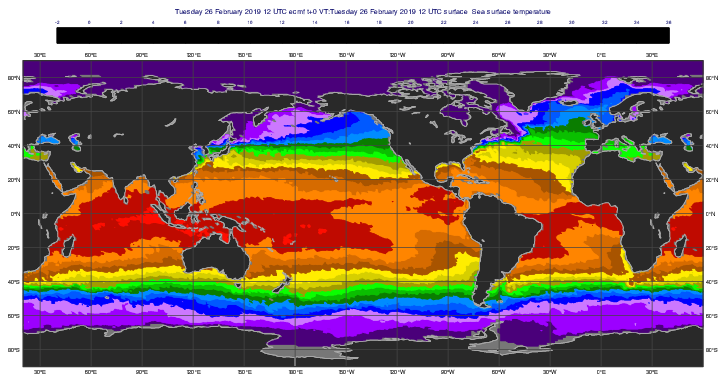 Tuesday 26 February 2019 12 UTC ecmf t+0 VT:Tuesday 26 February 2019 12 UTC surface Sea surface temperature
-2 0 2 4 6 8 10 12 14 16 18 20 22 24 26 28 30 32 34 36
30°E 60°E 90°E 120°E 150°E 180°W 150°W 120°W 90°W 60°W 30°W 0°E 30°E
80°N 80°N
60°N 60°N
40°N 40°N
20°N 20°N
0°N 0°N
20°S 20°S
40°S 40°S
60°S 60°S
80°S 80°S
30°E 60°E 90°E 120°E 150°E 180°W 150°W 120°W 90°W 60°W 30°W 0°E 30°E